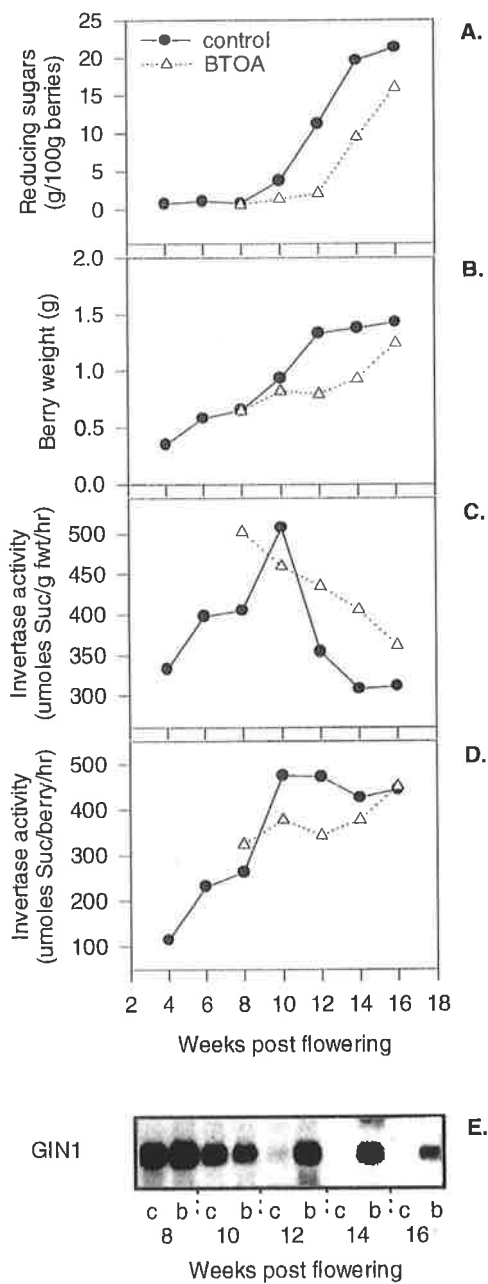 A.
control
BTOA
25
20
15
10
5
0
Reducing sugars
(g/100g berries)
B.
2.0
1.5
1.0
0.5
0.0
Berry weight (g)
C.
500
450
400
350
300
Invertase activity
(umoles Suc/g fwt/hr)
D.
500
400
300
200
100
Invertase activity
(umoles Suc/berry/hr)
2 4 6 8 10 12 14 16 18
Weeks post flowering
E.
GIN1
c b c b c b c b c b
8 10 12 14 16
Weeks post flowering